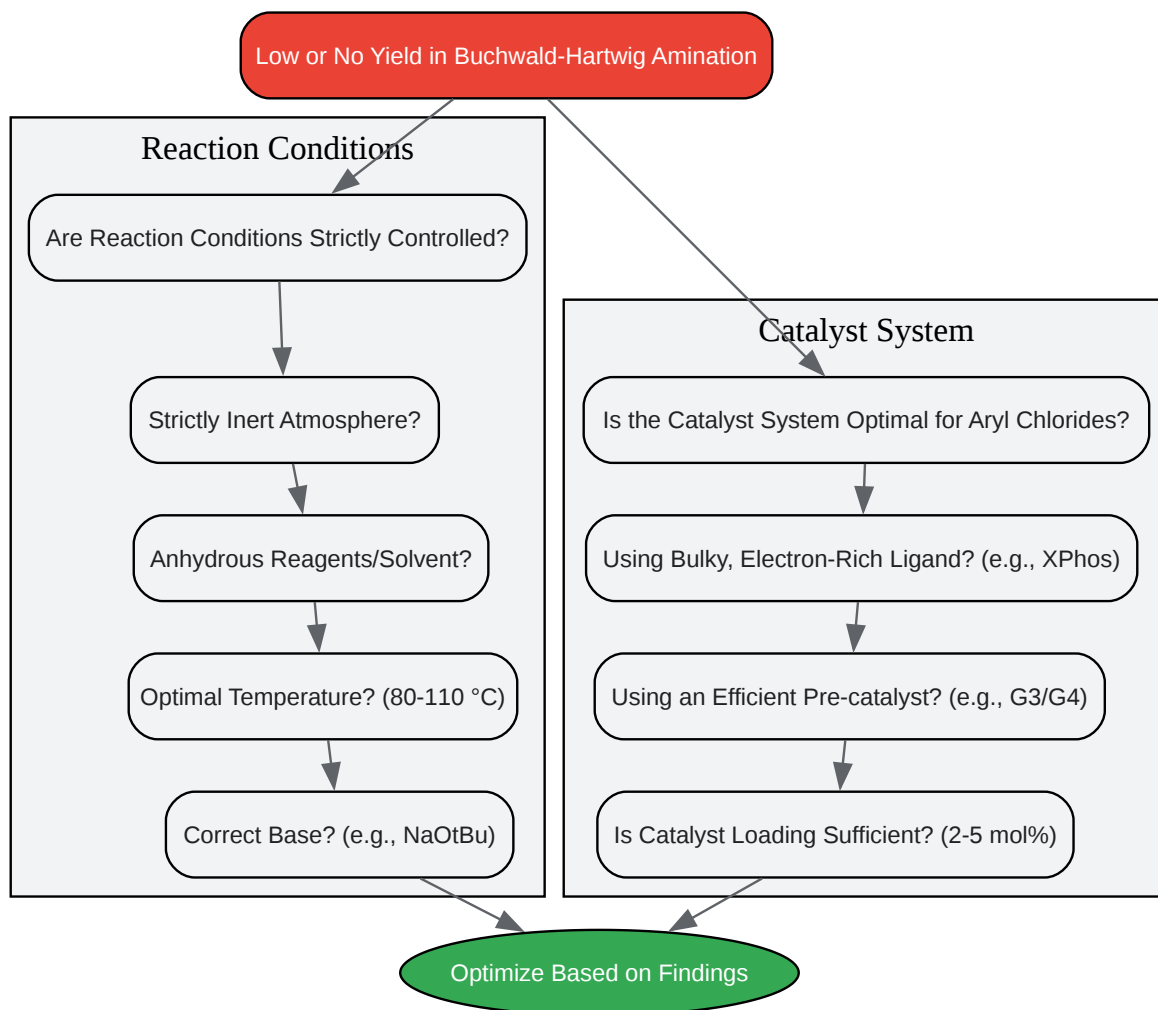 Low or No Yield in Buchwald-Hartwig Amination
Reaction Conditions
Are Reaction Conditions Strictly Controlled?
Strictly Inert Atmosphere?
Anhydrous Reagents/Solvent?
Optimal Temperature? (80-110 °C)
Correct Base? (e.g., NaOtBu)
Catalyst System
Is the Catalyst System Optimal for Aryl Chlorides?
Using Bulky, Electron-Rich Ligand? (e.g., XPhos)
Using an Efficient Pre-catalyst? (e.g., G3/G4)
Is Catalyst Loading Sufficient? (2-5 mol%)
Optimize Based on Findings